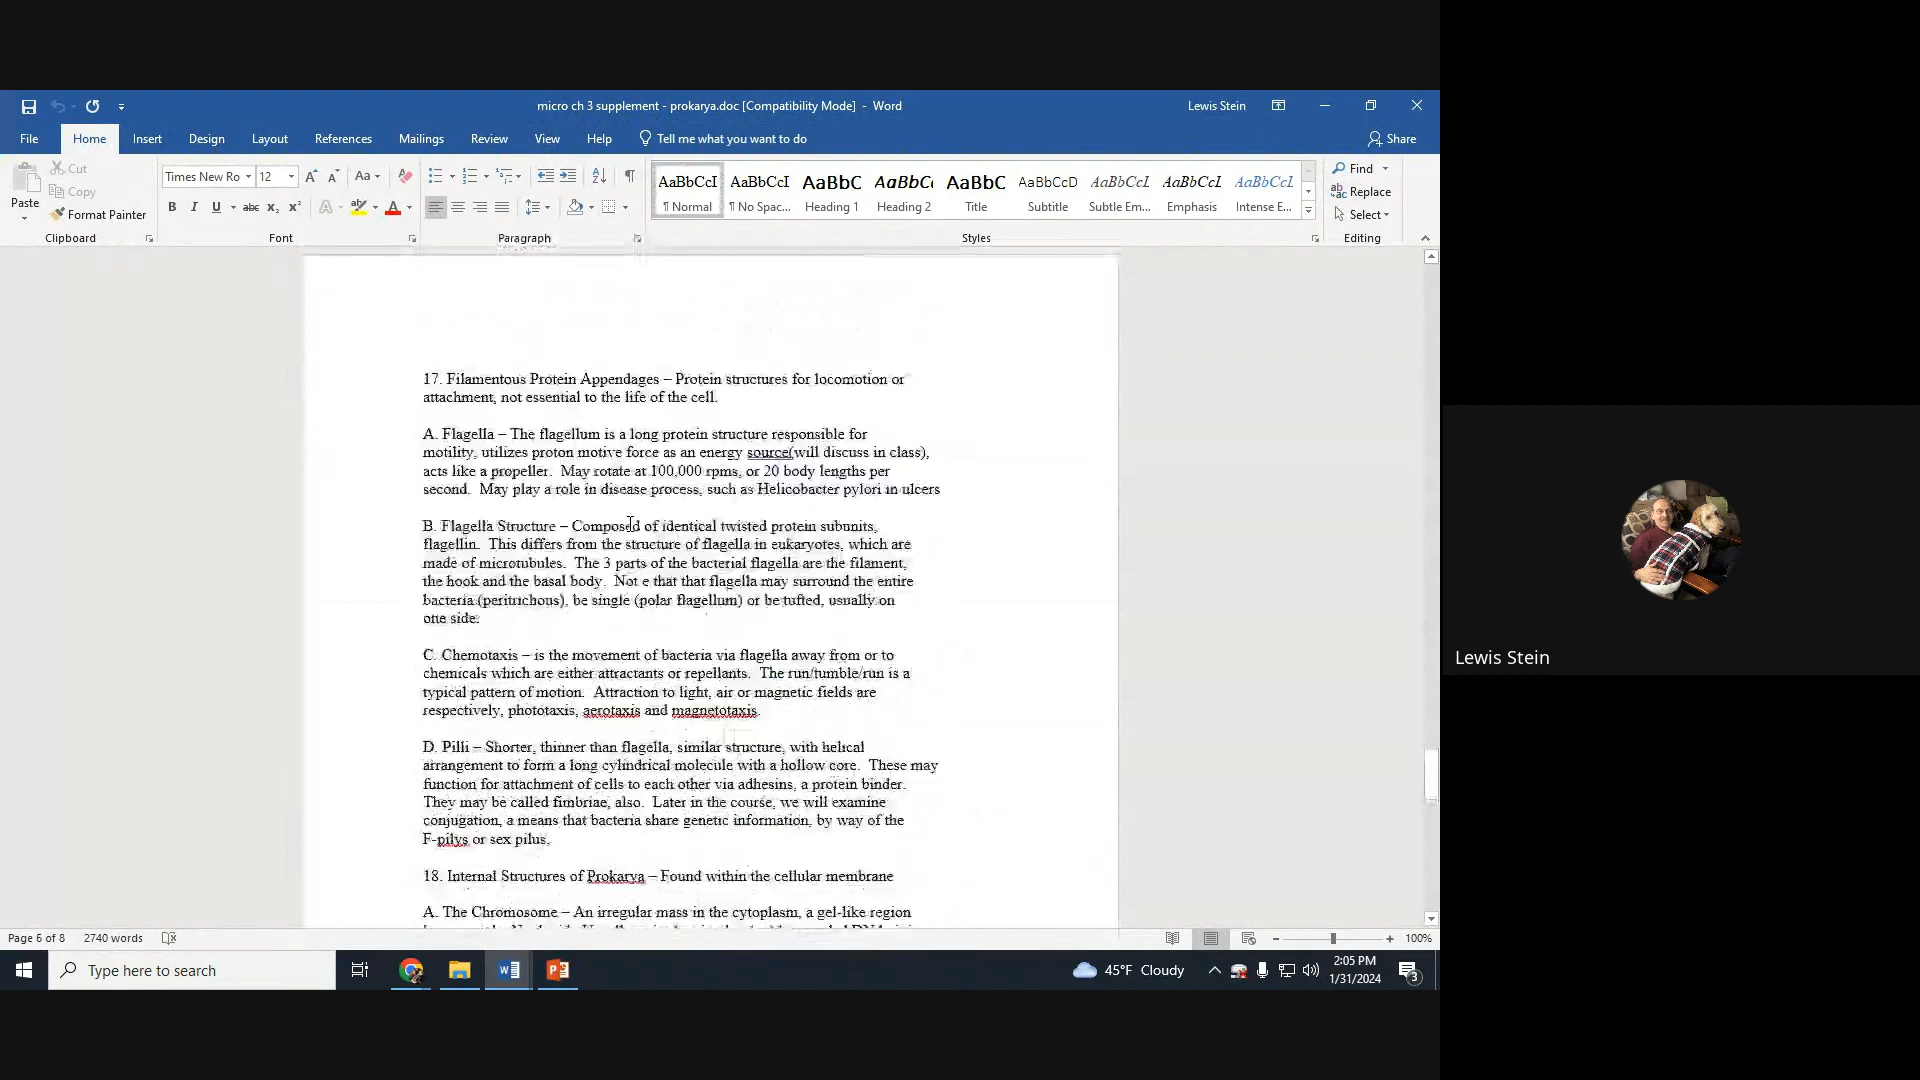 micro ch 3 supplement - prokarya.doc [Compatibility Mode] - Word
Lewis Stein
File Home Insert Design Layout References Mailings Review View Help Tell me what you want to do Share
Paste
Cut
Copy
Format Painter
Clipboard
Times New Ro 12
Font
Paragraph
AaBbCcI AaBbCcI AaBbC AaBbCc AaBbC AaBbCcD AaBbCcL AaBbCcL AaBbCcL
¶ Normal ¶ No Spac... Heading 1 Heading 2 Title Subtitle Subtle Em... Emphasis Intense E...
Styles
Find
Replace
Select
Editing
17. Filamentous Protein Appendages – Protein structures for locomotion or
attachment, not essential to the life of the cell.
A. Flagella – The flagellum is a long protein structure responsible for
motility, utilizes proton motive force as an energy source(will discuss in class),
acts like a propeller. May rotate at 100,000 rpms, or 20 body lengths per
second. May play a role in disease process, such as Helicobacter pylori in ulcers
B. Flagella Structure – Composed of identical twisted protein subunits,
flagellin. This differs from the structure of flagella in eukaryotes, which are
made of microtubules. The 3 parts of the bacterial flagella are the filament,
the hook and the basal body. Not e that that flagella may surround the entire
bacteria (peritrichous), be single (polar flagellum) or be tufted, usually on
one side.
C. Chemotaxis – is the movement of bacteria via flagella away from or to
chemicals which are either attractants or repellants. The run/tumble/run is a
typical pattern of motion. Attraction to light, air or magnetic fields are
respectively, phototaxis, aerotaxis and magnetotaxis.
D. Pilli – Shorter, thinner than flagella, similar structure, with helical
arrangement to form a long cylindrical molecule with a hollow core. These may
function for attachment of cells to each other via adhesins, a protein binder.
They may be called fimbriae, also. Later in the course, we will examine
conjugation, a means that bacteria share genetic information, by way of the
F-pilys or sex pilus,
18. Internal Structures of Prokarya – Found within the cellular membrane
A. The Chromosome – An irregular mass in the cytoplasm, a gel-like region
Page 6 of 8 2740 words 100%
Type here to search
45°F Cloudy
2:05 PM
1/31/2024
3
Lewis Stein